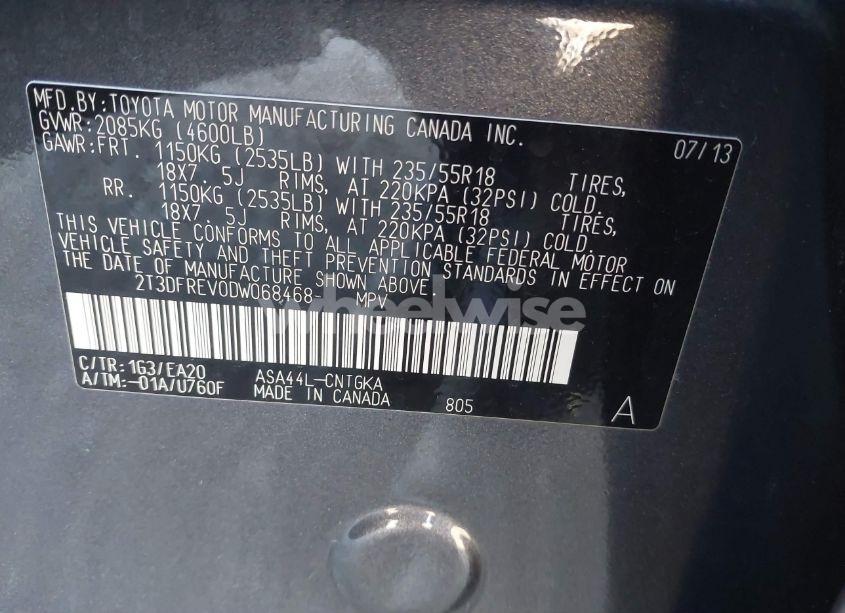 MFD.BY:TOYOTA MOTOR MANUFACTURING CANADA INC. 07/13
GVWR:2085KG (4600LB)
GAWR:FRT. 1150KG (2535LB) WITH 235/55R18 TIRES,
18X7 5J RIMS, AT 220KPA (32PSI) COLD.
RR. 1150KG (2535LB) WITH 235/55R18 TIRES,
18X7 5J RIMS, AT 220KPA (32PSI) COLD.
THIS VEHICLE CONFORMS TO ALL APPLICABLE FEDERAL MOTOR
VEHICLE SAFETY AND THEFT PREVENTION STANDARDS IN EFFECT ON
THE DATE OF MANUFACTURE SHOWN ABOVE.
2T3DFREV0DW068468- MPV
wheelwise
C/TR:1G3/EA20 ASA44L-CNTGKA
A/TM:-01A/U760F MADE IN CANADA 805 A